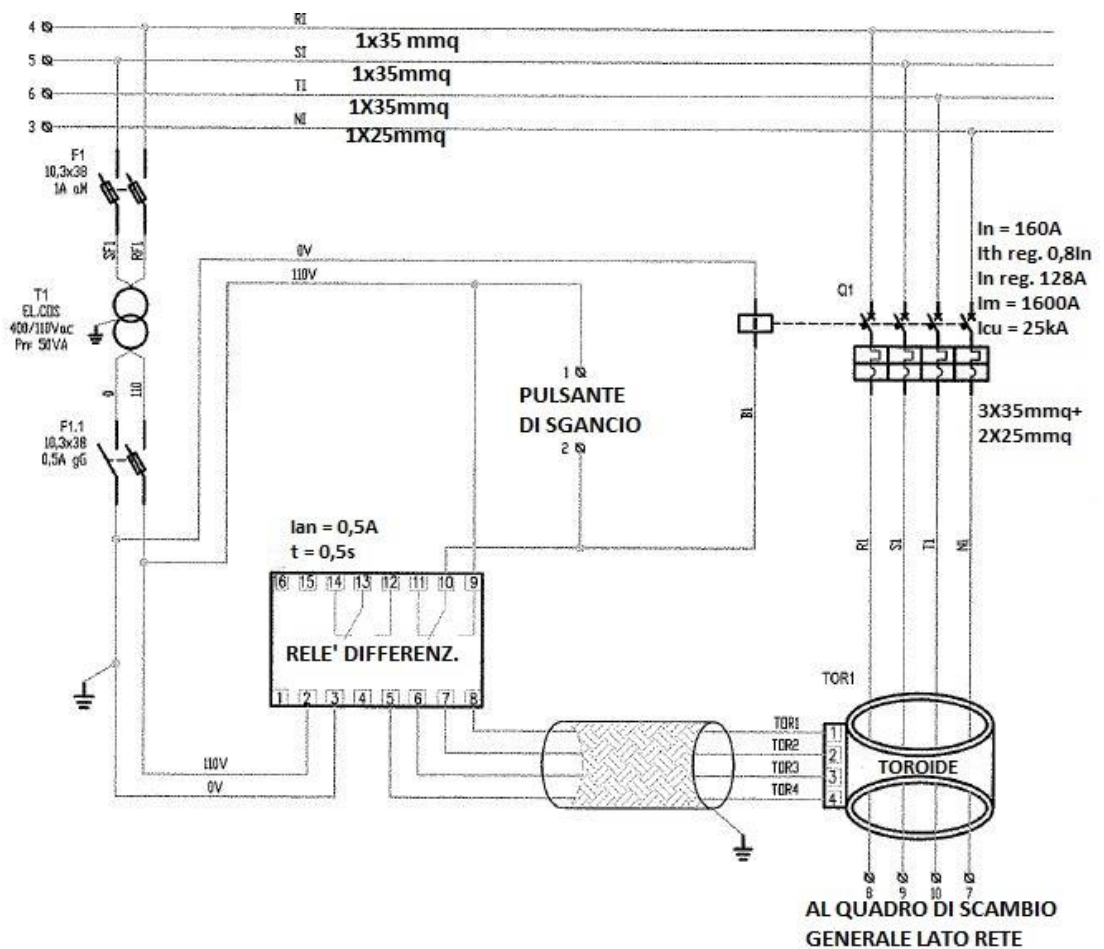 4 RI
1x35 mmq
5 SI
1x35mmq
6 TI
1X35mmq
3 NI
1X25mmq
F1
10,3x38
1A aM
SF1 RF1
0V
110V
T1
EL.COS
400/110Vac
Pnr 50VA
0 110
F1.1
10,3x38
0,5A gG
1
PULSANTE
DI SGANCIO
2
B1
Q1
In = 160A
Ith reg. 0,8In
In reg. 128A
Im = 1600A
Icu = 25kA
3X35mmq+
2X25mmq
R1 S1 T1 N1
Ian = 0,5A
t = 0,5s
16 15 14 13 12 11 10 9
RELE' DIFFERENZ.
1 2 3 4 5 6 7 8
110V
0V
TOR1
TOR1 1
TOR2 2
TOR3 3
TOR4 4
TOROIDE
8 9 10 7
AL QUADRO DI SCAMBIO
GENERALE LATO RETE